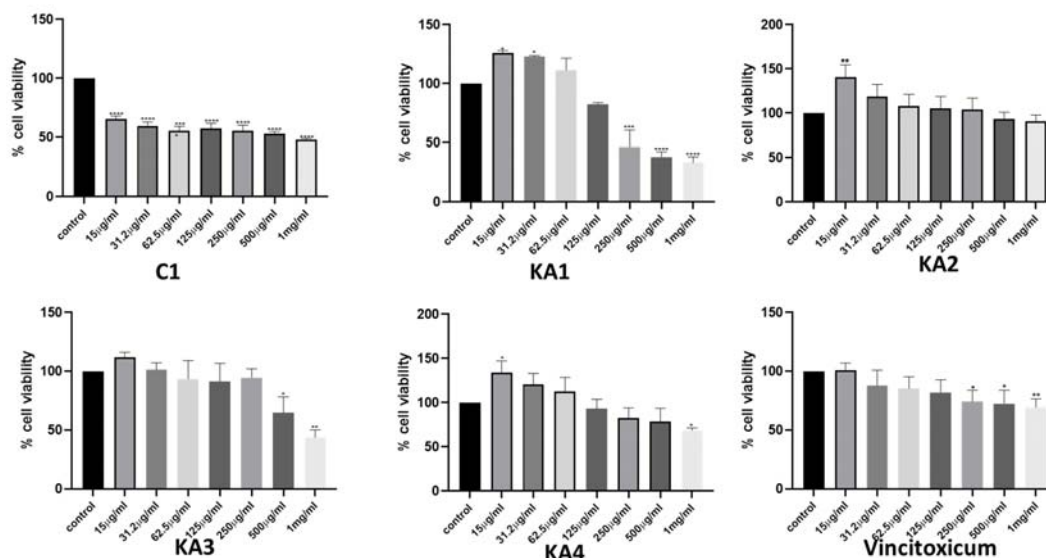 % cell viability
150
100
50
0
****
****
***
*
****
****
****
****
control
15μg/ml
31.2μg/ml
62.5μg/ml
125μg/ml
250μg/ml
500μg/ml
1mg/ml
C1
% cell viability
150
100
50
0
*
*
***
****
****
control
15μg/ml
31.2μg/ml
62.5μg/ml
125μg/ml
250μg/ml
500μg/ml
1mg/ml
KA1
% cell viability
200
150
100
50
0
**
control
15μg/ml
31.2μg/ml
62.5μg/ml
125μg/ml
250μg/ml
500μg/ml
1mg/ml
KA2
% cell viability
150
100
50
0
*
**
control
15μg/ml
31.2μg/ml
62.5μg/ml
125μg/ml
250μg/ml
500μg/ml
1mg/ml
KA3
% cell viability
200
150
100
50
0
*
*
control
15μg/ml
31.2μg/ml
62.5μg/ml
125μg/ml
250μg/ml
500μg/ml
1mg/ml
KA4
% cell viability
150
100
50
0
*
*
**
control
15μg/ml
31.2μg/ml
62.5μg/ml
125μg/ml
250μg/ml
500μg/ml
1mg/ml
Vincitoxicum